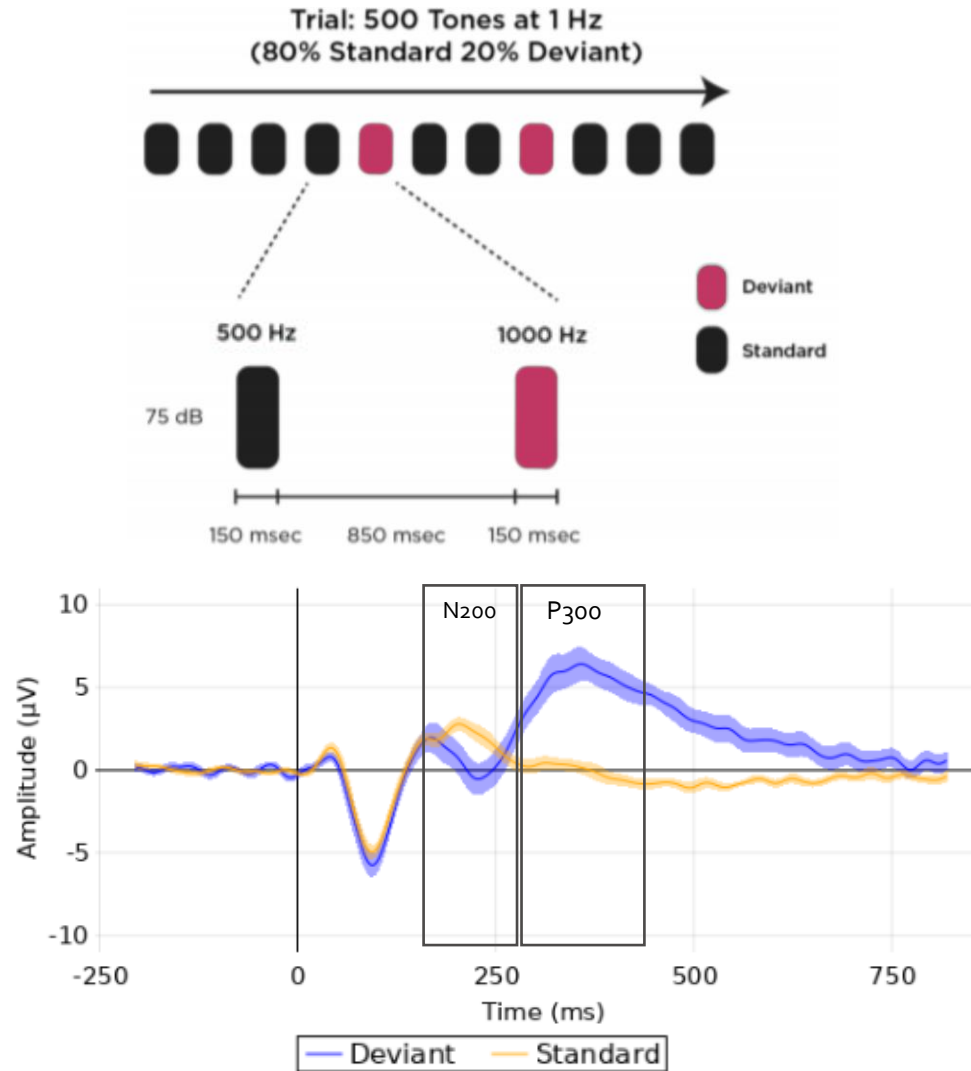 Trial: 500 Tones at 1 Hz
(80% Standard 20% Deviant)
Deviant
Standard
500 Hz
1000 Hz
75 dB
150 msec
850 msec
150 msec
N200
P300
10
5
0
-5
-10
Amplitude (μV)
-250
0
250
500
750
Time (ms)
Deviant
Standard